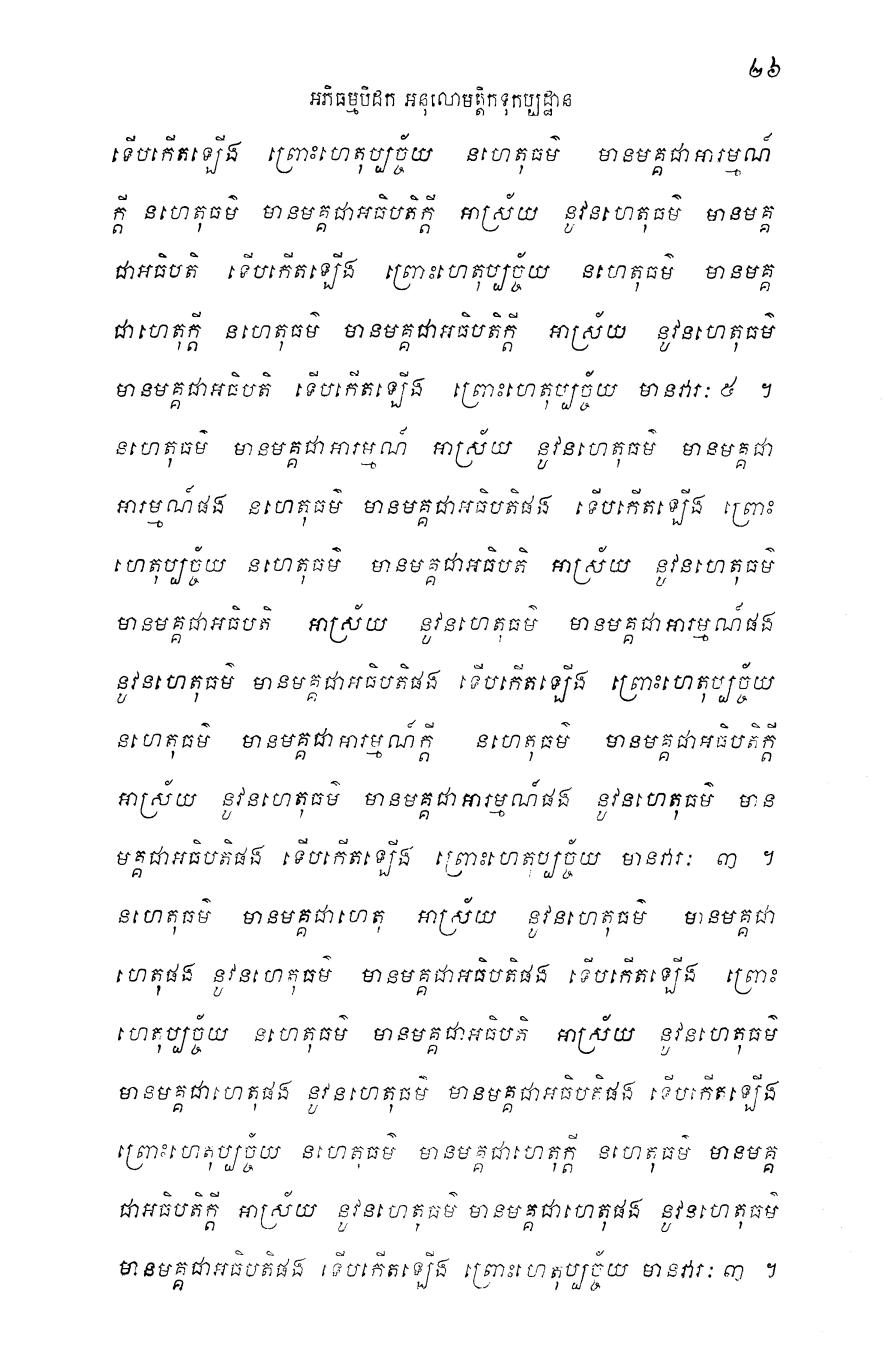 ២៦
អភិធម្មបិដក អនុលោមត្តិកទុកប្បដ្ឋាន
ទើបកើតឡើង ព្រោះហេតុប្បច្ច័យ នហេតុធម៌ មានមគ្គជាអារម្មណ៍
ក្តី នហេតុធម៌ មានមគ្គជាអធិបតិក្តី អាស្រ័យ នូវនហេតុធម៌ មានមគ្គ
ជាអធិបតិ ទើបកើតឡើង ព្រោះហេតុប្បច្ច័យ នហេតុធម៌ មានមគ្គ
ជាហេតុក្តី នហេតុធម៌ មានមគ្គជាអធិបតិក្តី អាស្រ័យ នូវនហេតុធម៌
មានមគ្គជាអធិបតិ ទើបកើតឡើង ព្រោះហេតុប្បច្ច័យ មានវារៈ ៥ ។
នហេតុធម៌ មានមគ្គជាអារម្មណ៍ អាស្រ័យ នូវនហេតុធម៌ មានមគ្គជា
អារម្មណ៍ផង នហេតុធម៌ មានមគ្គជាអធិបតិផង ទើបកើតឡើង ព្រោះ
ហេតុប្បច្ច័យ នហេតុធម៌ មានមគ្គជាអធិបតិ អាស្រ័យ នូវនហេតុធម៌
មានមគ្គជាអធិបតិ អាស្រ័យ នូវនហេតុធម៌ មានមគ្គជាអារម្មណ៍ផង
នូវនហេតុធម៌ មានមគ្គជាអធិបតិផង ទើបកើតឡើង ព្រោះហេតុប្បច្ច័យ
នហេតុធម៌ មានមគ្គជាអារម្មណ៍ក្តី នហេតុធម៌ មានមគ្គជាអធិបតិក្តី
អាស្រ័យ នូវនហេតុធម៌ មានមគ្គជាអារម្មណ៍ផង នូវនហេតុធម៌ មាន
មគ្គជាអធិបតិផង ទើបកើតឡើង ព្រោះហេតុប្បច្ច័យ មានវារៈ ៣ ។
នហេតុធម៌ មានមគ្គជាហេតុ អាស្រ័យ នូវនហេតុធម៌ មានមគ្គជា
ហេតុផង នូវនហេតុធម៌ មានមគ្គជាអធិបតិផង ទើបកើតឡើង ព្រោះ
ហេតុប្បច្ច័យ នហេតុធម៌ មានមគ្គជាអធិបតិ អាស្រ័យ នូវនហេតុធម៌
មានមគ្គជាហេតុផង នូវនហេតុធម៌ មានមគ្គជាអធិបតិផង ទើបកើតឡើង
ព្រោះហេតុប្បច្ច័យ នហេតុធម៌ មានមគ្គជាហេតុក្តី នហេតុធម៌ មានមគ្គ
ជាអធិបតិក្តី អាស្រ័យ នូវនហេតុធម៌ មានមគ្គជាហេតុផង នូវនហេតុធម៌
មានមគ្គជាអធិបតិផង ទើបកើតឡើង ព្រោះហេតុប្បច្ច័យ មានវារៈ ៣ ។